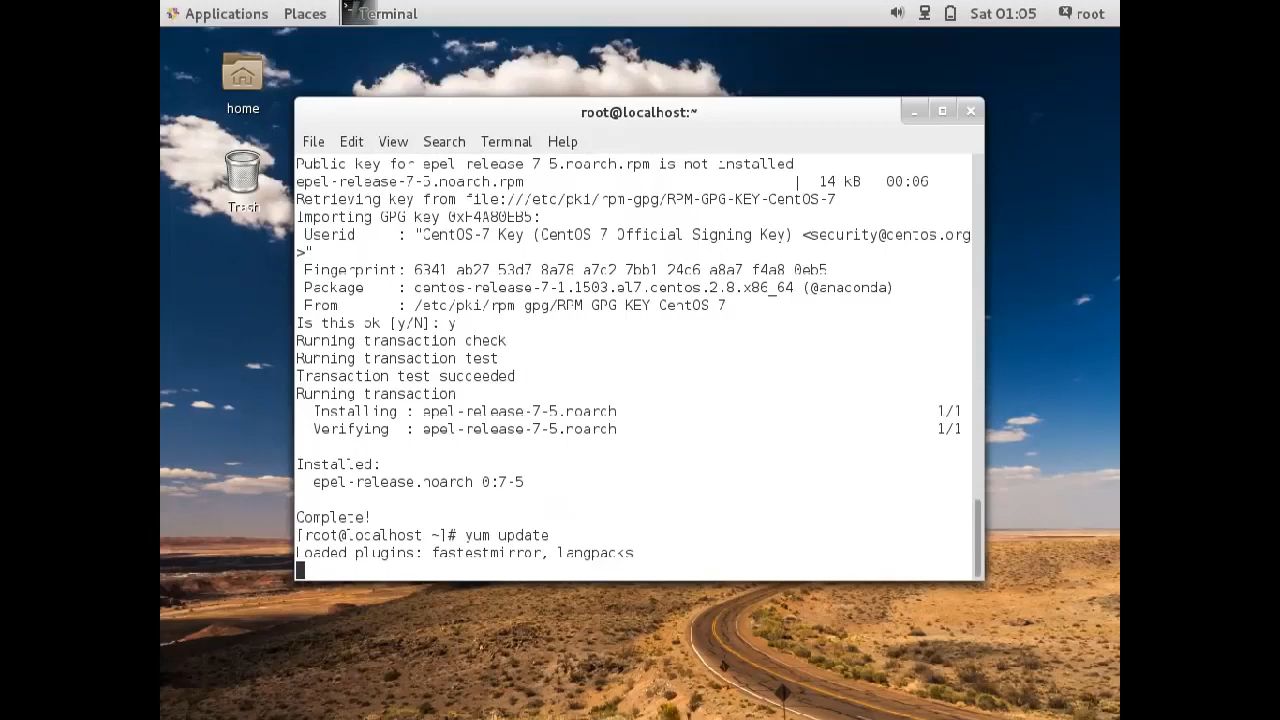 Applications Places Terminal Sat 01:05 root
home
Trash
root@localhost:~
File Edit View Search Terminal Help
Public key for epel-release-7-5.noarch.rpm is not installed
epel-release-7-5.noarch.rpm | 14 kB 00:06
Retrieving key from file:///etc/pki/rpm-gpg/RPM-GPG-KEY-CentOS-7
Importing GPG key 0xF4A80EB5:
Userid : "CentOS-7 Key (CentOS 7 Official Signing Key) <security@centos.org
>"
Fingerprint: 6341 ab27 53d7 8a78 a7c2 7bb1 24c6 a8a7 f4a8 0eb5
Package : centos-release-7-1.1503.el7.centos.2.8.x86_64 (@anaconda)
From : /etc/pki/rpm-gpg/RPM-GPG-KEY-CentOS-7
Is this ok [y/N]: y
Running transaction check
Running transaction test
Transaction test succeeded
Running transaction
Installing : epel-release-7-5.noarch 1/1
Verifying : epel-release-7-5.noarch 1/1
Installed:
epel-release.noarch 0:7-5
Complete!
[root@localhost ~]# yum update
Loaded plugins: fastestmirror, langpacks